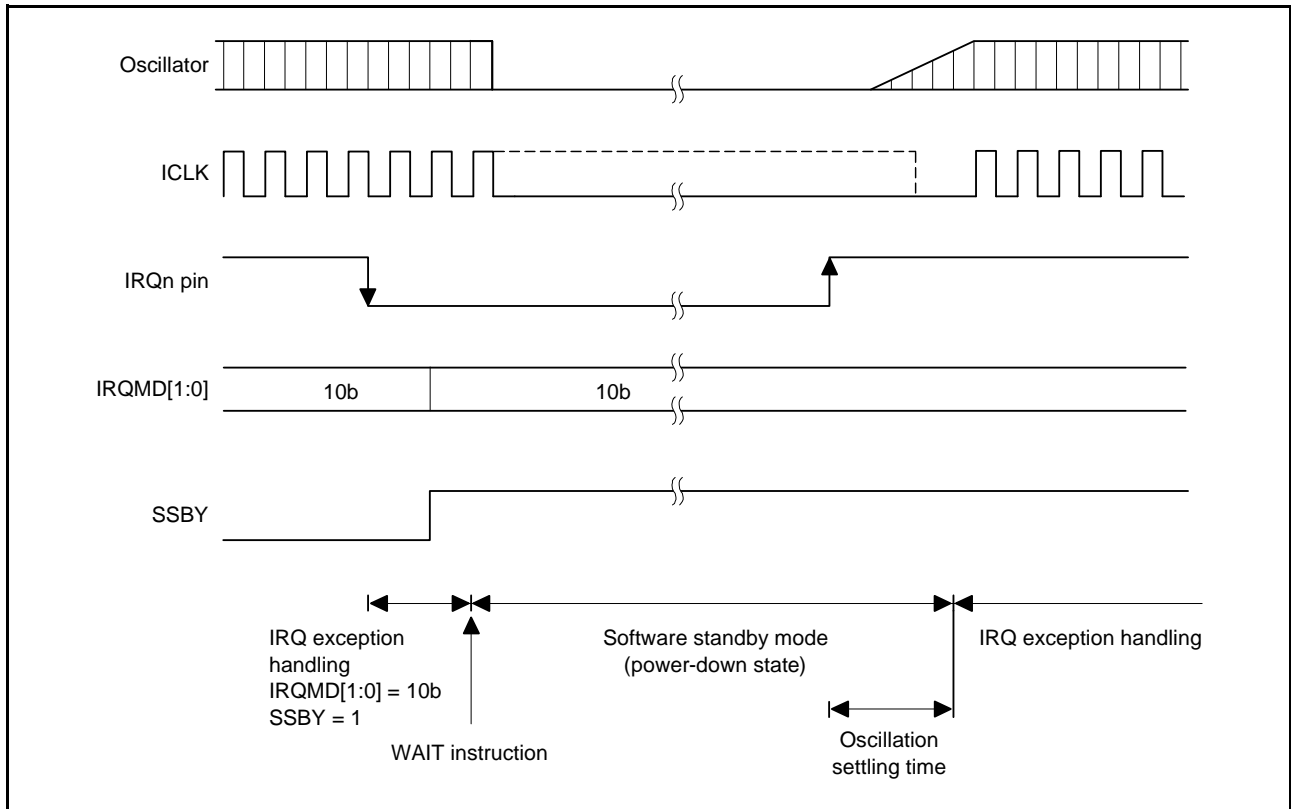 Oscillator
ICLK
IRQn pin
IRQMD[1:0]
10b
10b
SSBY
IRQ exception
handling
IRQMD[1:0] = 10b
SSBY = 1
WAIT instruction
Software standby mode
(power-down state)
Oscillation
settling time
IRQ exception handling